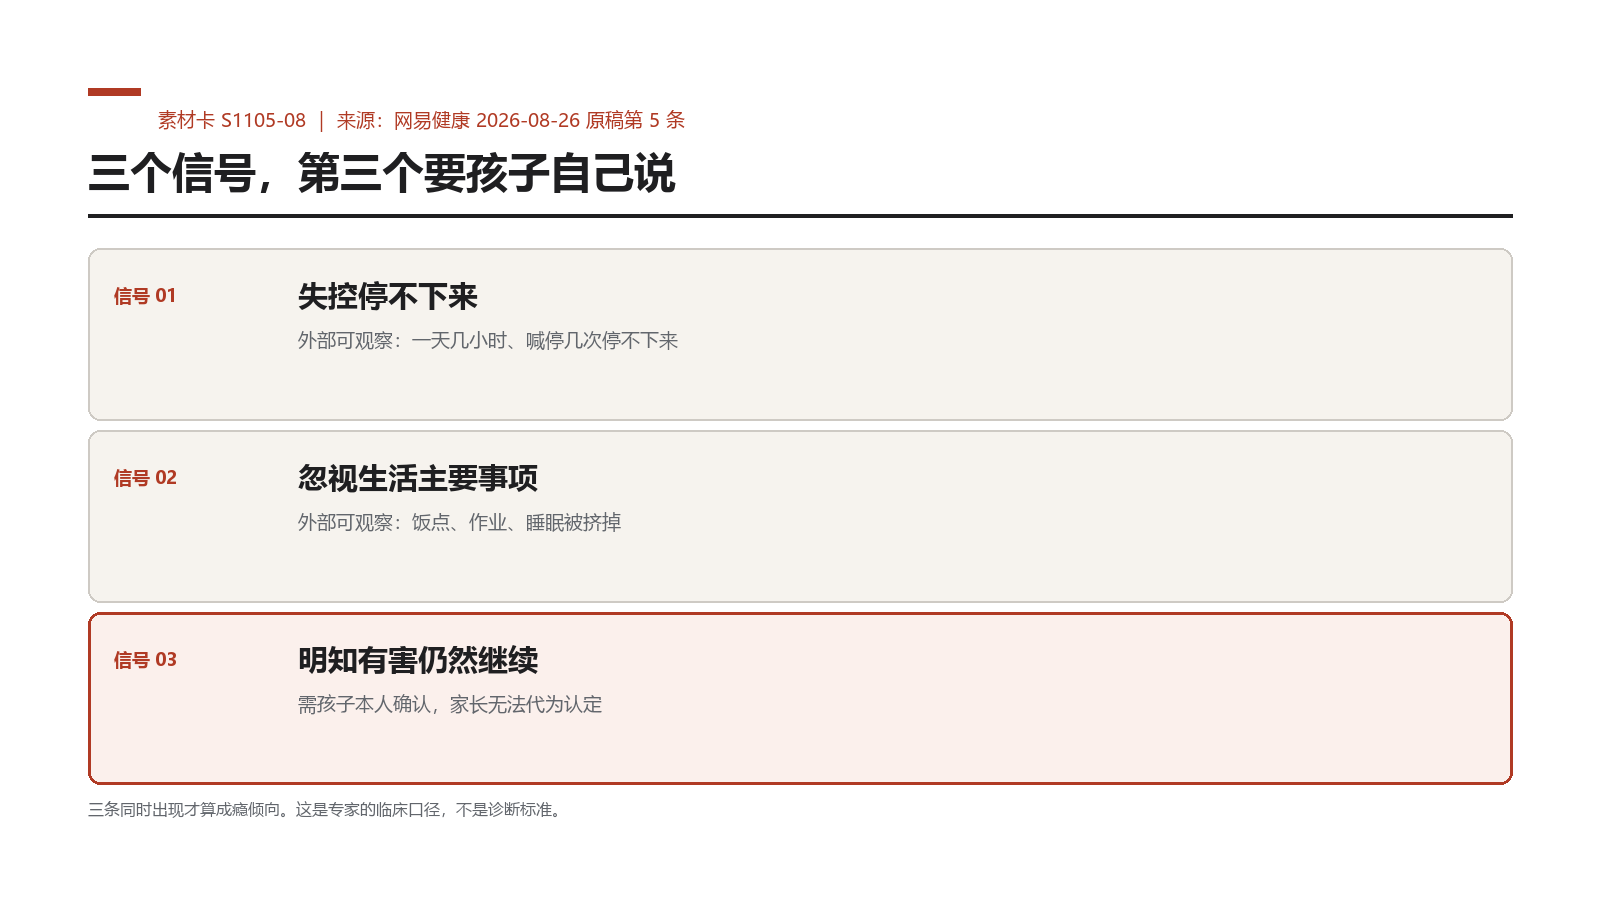 素材卡 S1105-08 | 来源：网易健康 2026-08-26 原稿第 5 条
三个信号，第三个要孩子自己说
信号 01
失控停不下来
外部可观察：一天几小时、喊停几次停不下来
信号 02
忽视生活主要事项
外部可观察：饭点、作业、睡眠被挤掉
信号 03
明知有害仍然继续
需孩子本人确认，家长无法代为认定
三条同时出现才算成瘾倾向。这是专家的临床口径，不是诊断标准。